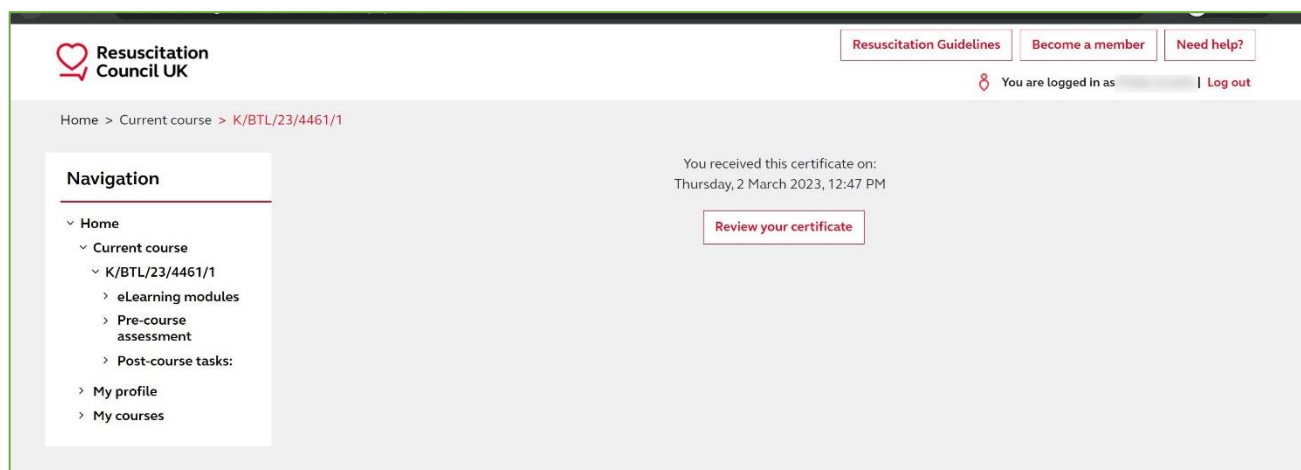 Resuscitation
Council UK
Resuscitation Guidelines
Become a member
Need help?
You are logged in as
| Log out
Home > Current course > K/BTL/23/4461/1
Navigation
Home
Current course
K/BTL/23/4461/1
eLearning modules
Pre-course
assessment
Post-course tasks:
My profile
My courses
You received this certificate on:
Thursday, 2 March 2023, 12:47 PM
Review your certificate